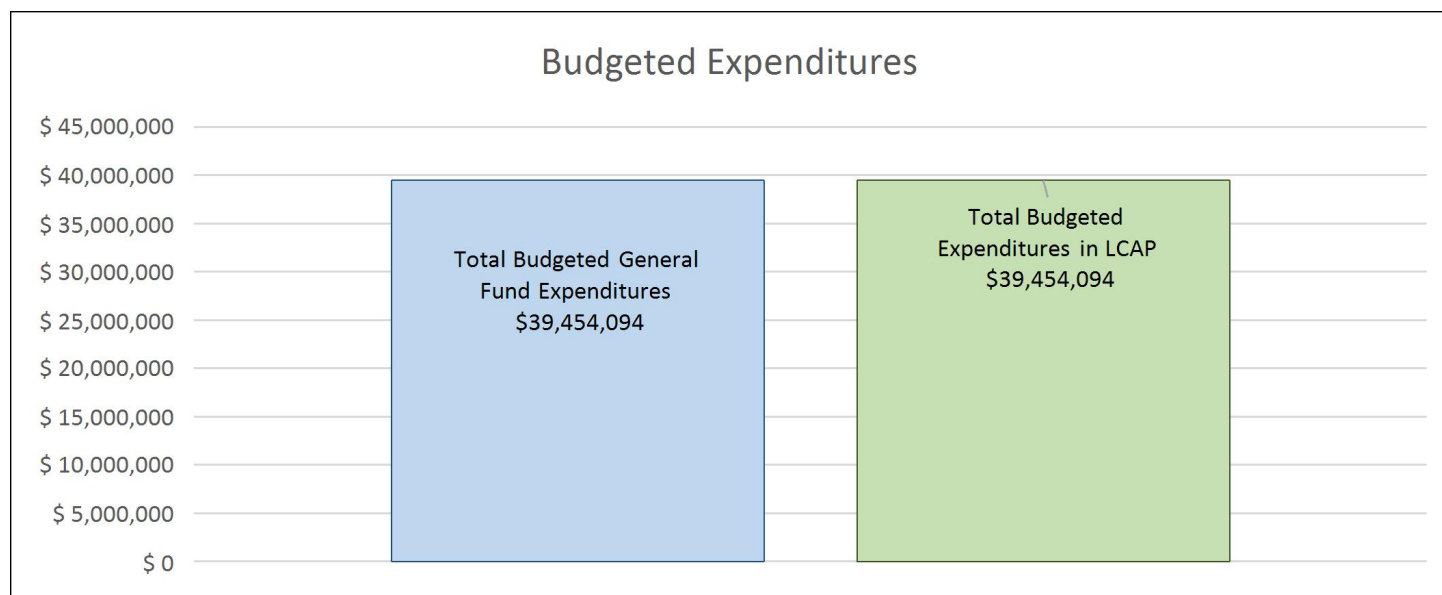 Budgeted Expenditures
$ 45,000,000
$ 40,000,000
$ 35,000,000
$ 30,000,000
$ 25,000,000
$ 20,000,000
$ 15,000,000
$ 10,000,000
$ 5,000,000
$ 0
Total Budgeted General
Fund Expenditures
$39,454,094
Total Budgeted
Expenditures in LCAP
$39,454,094